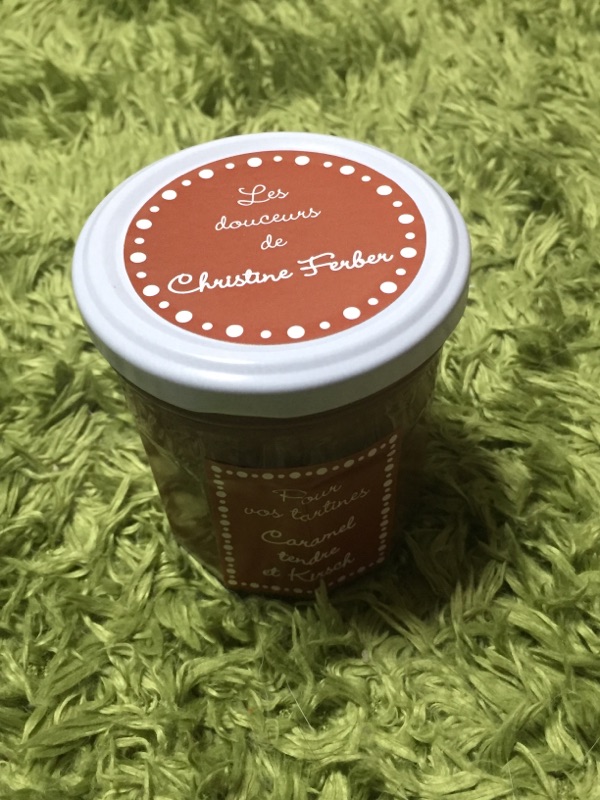 Les
douceurs
de
Christine Ferber
Pour
vos tartines
Caramel
tendre
et Kirsch